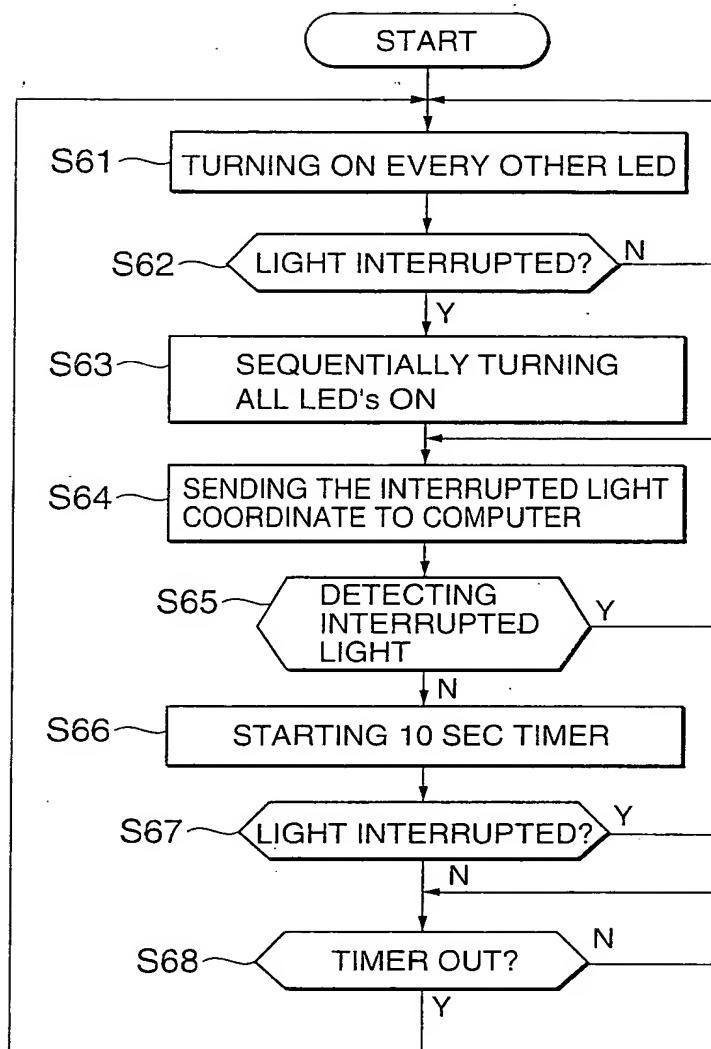 START
S61
TURNING ON EVERY OTHER LED
S62
LIGHT INTERRUPTED?
N
Y
S63
SEQUENTIALLY TURNING
ALL LED's ON
S64
SENDING THE INTERRUPTED LIGHT
COORDINATE TO COMPUTER
S65
DETECTING
INTERRUPTED
LIGHT
Y
N
S66
STARTING 10 SEC TIMER
S67
LIGHT INTERRUPTED?
Y
N
S68
TIMER OUT?
N
Y